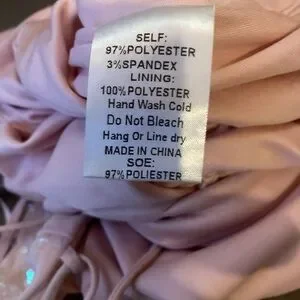 SELF:
97%POLYESTER
3%SPANDEX
LINING:
100%POLYESTER
Hand Wash Cold
Do Not Bleach
Hang Or Line dry
MADE IN CHINA
SOE:
97%POLIESTER